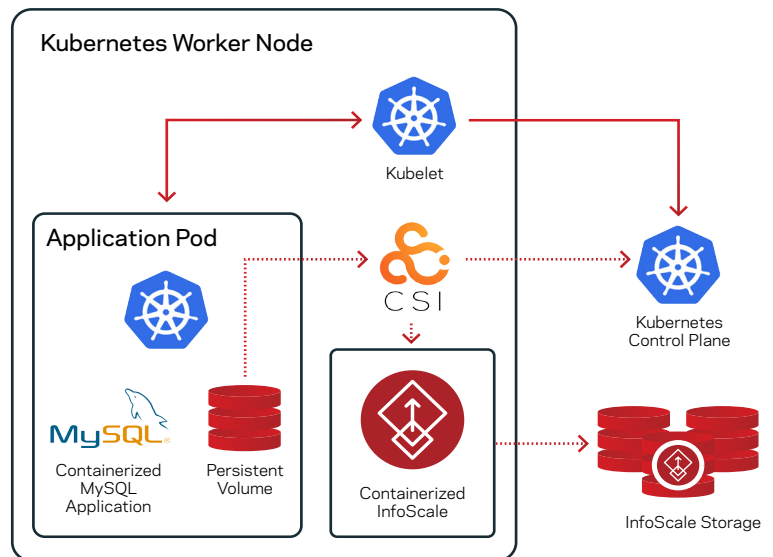 Kubernetes Worker Node
Kubelet
Application Pod
CSI
Kubernetes
Control Plane
MySQL®
Containerized
MySQL
Application
Persistent
Volume
Containerized
InfoScale
InfoScale Storage